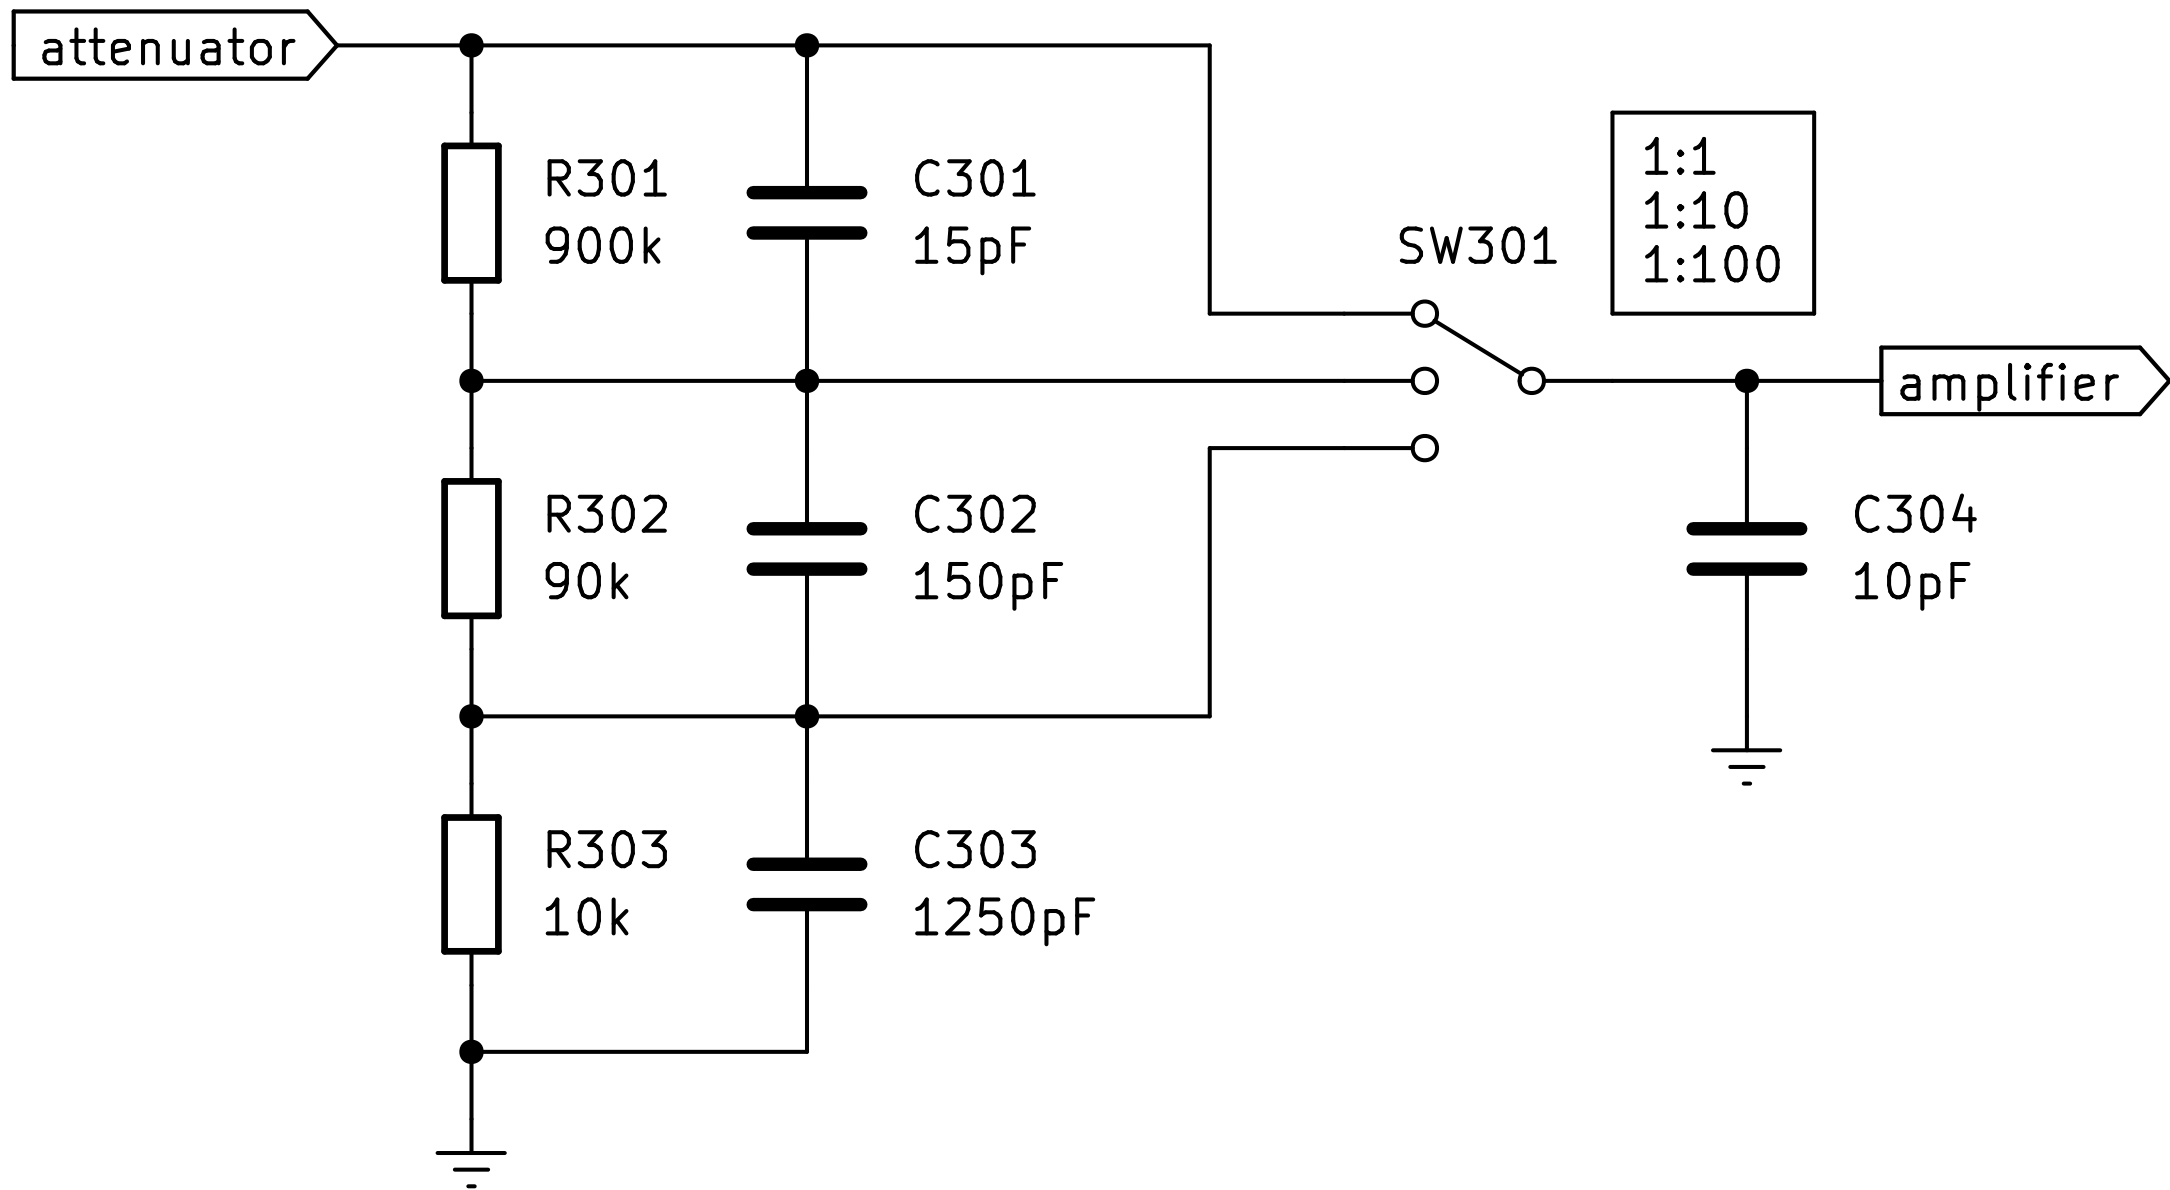 attenuator
R301
900k
C301
15pF
SW301
1:1
1:10
1:100
amplifier
R302
90k
C302
150pF
C304
10pF
R303
10k
C303
1250pF